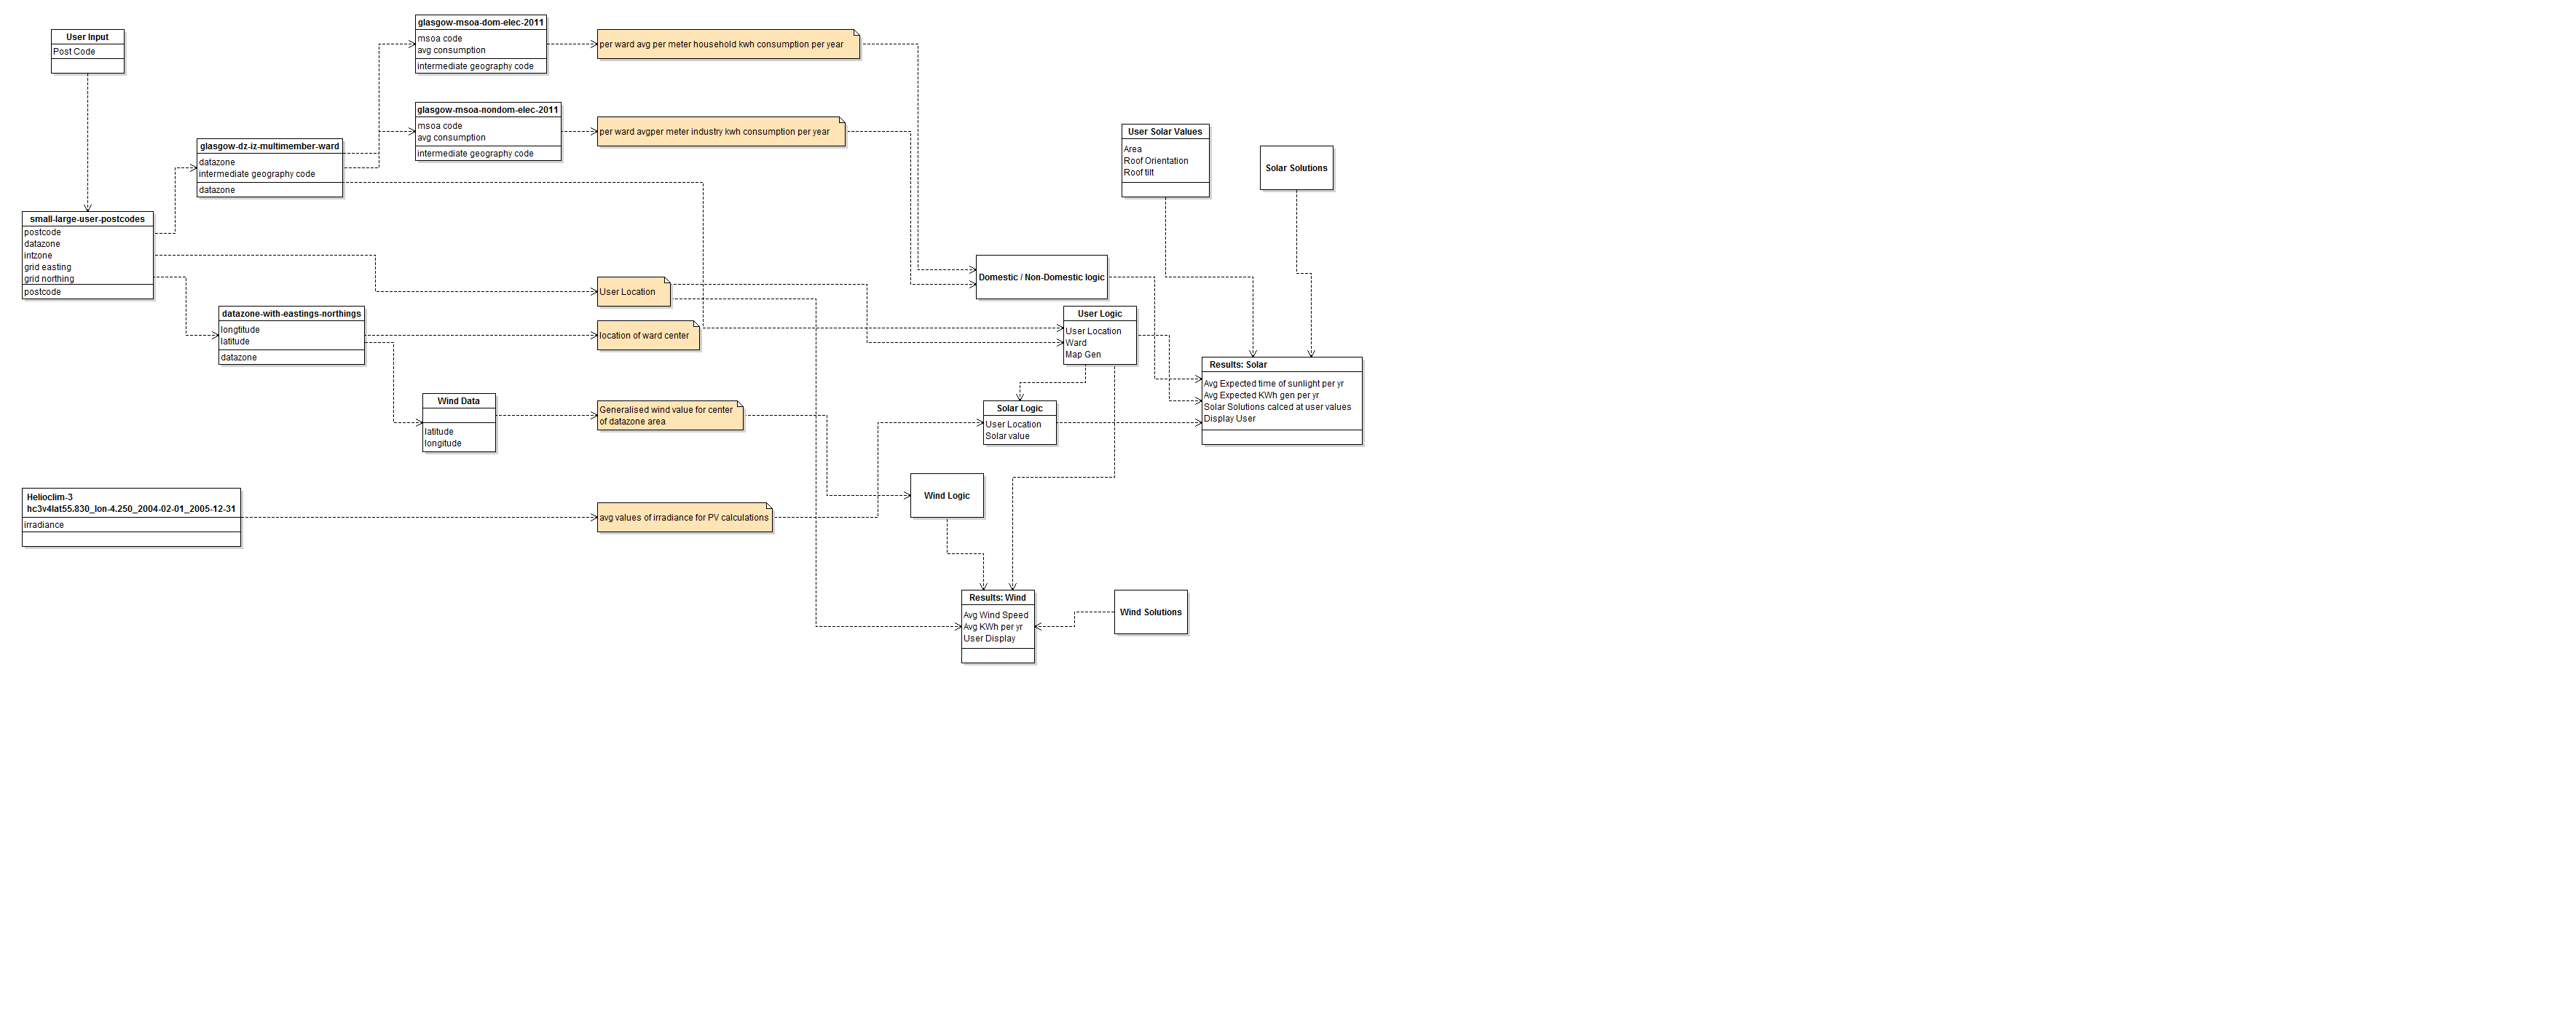 glasgow-msoa-dom-elec-2011
msoa code
avg consumption
intermediate geography code
User Input
Post Code
per ward avg per meter household kwh consumption per year
glasgow-msoa-nondom-elec-2011
msoa code
avg consumption
intermediate geography code
per ward avgper meter industry kwh consumption per year
User Solar Values
Area
Roof Orientation
Roof tilt
Solar Solutions
glasgow-dz-iz-multimember-ward
datazone
intermediate geography code
datazone
small-large-user-postcodes
postcode
datazone
intzone
grid easting
grid northing
postcode
Domestic / Non-Domestic logic
User Location
datazone-with-eastings-northings
longtitude
latitude
datazone
location of ward center
User Logic
User Location
Ward
Map Gen
Results: Solar
Avg Expected time of sunlight per yr
Avg Expected KWh gen per yr
Solar Solutions calced at user values
Display User
Wind Data
latitude
longitude
Generalised wind value for center
of datazone area
Solar Logic
User Location
Solar value
Wind Logic
Helioclim-3
hc3v4lat55.830_lon-4.250_2004-02-01_2005-12-31
irradiance
avg values of irradiance for PV calculations
Results: Wind
Avg Wind Speed
Avg KWh per yr
User Display
Wind Solutions